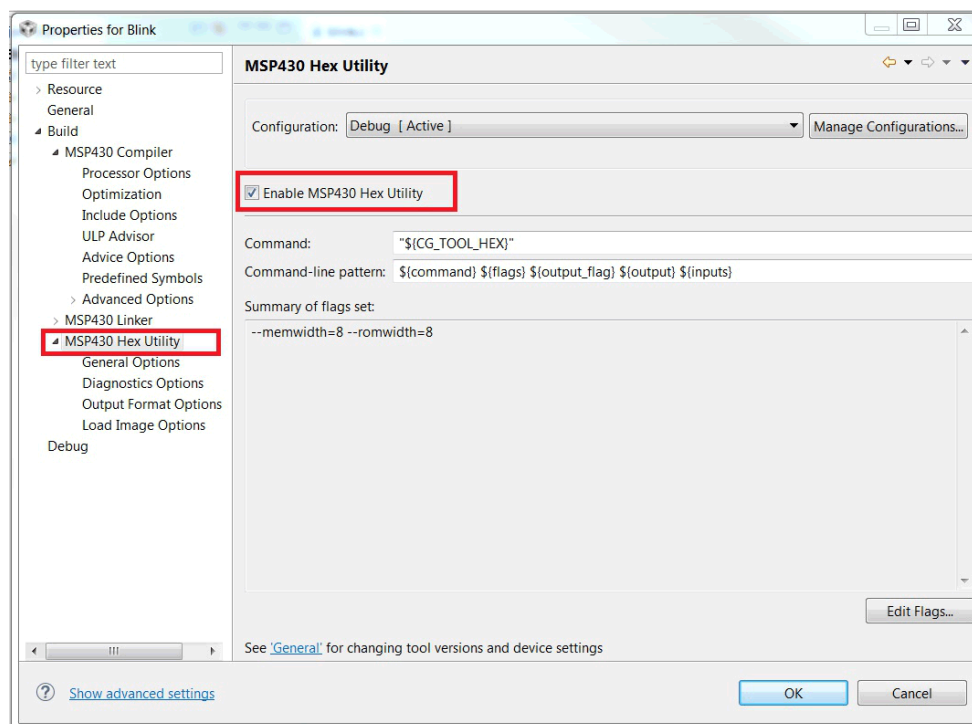 Properties for Blink
type filter text
Resource
General
Build
MSP430 Compiler
Processor Options
Optimization
Include Options
ULP Advisor
Advice Options
Predefined Symbols
Advanced Options
MSP430 Linker
MSP430 Hex Utility
General Options
Diagnostics Options
Output Format Options
Load Image Options
Debug
MSP430 Hex Utility
Configuration: Debug [ Active ] Manage Configurations...
Enable MSP430 Hex Utility
Command: "${CG_TOOL_HEX}"
Command-line pattern: ${command} ${flags} ${output_flag} ${output} ${inputs}
Summary of flags set:
--memwidth=8 --romwidth=8
Edit Flags...
See 'General' for changing tool versions and device settings
Show advanced settings
OK Cancel